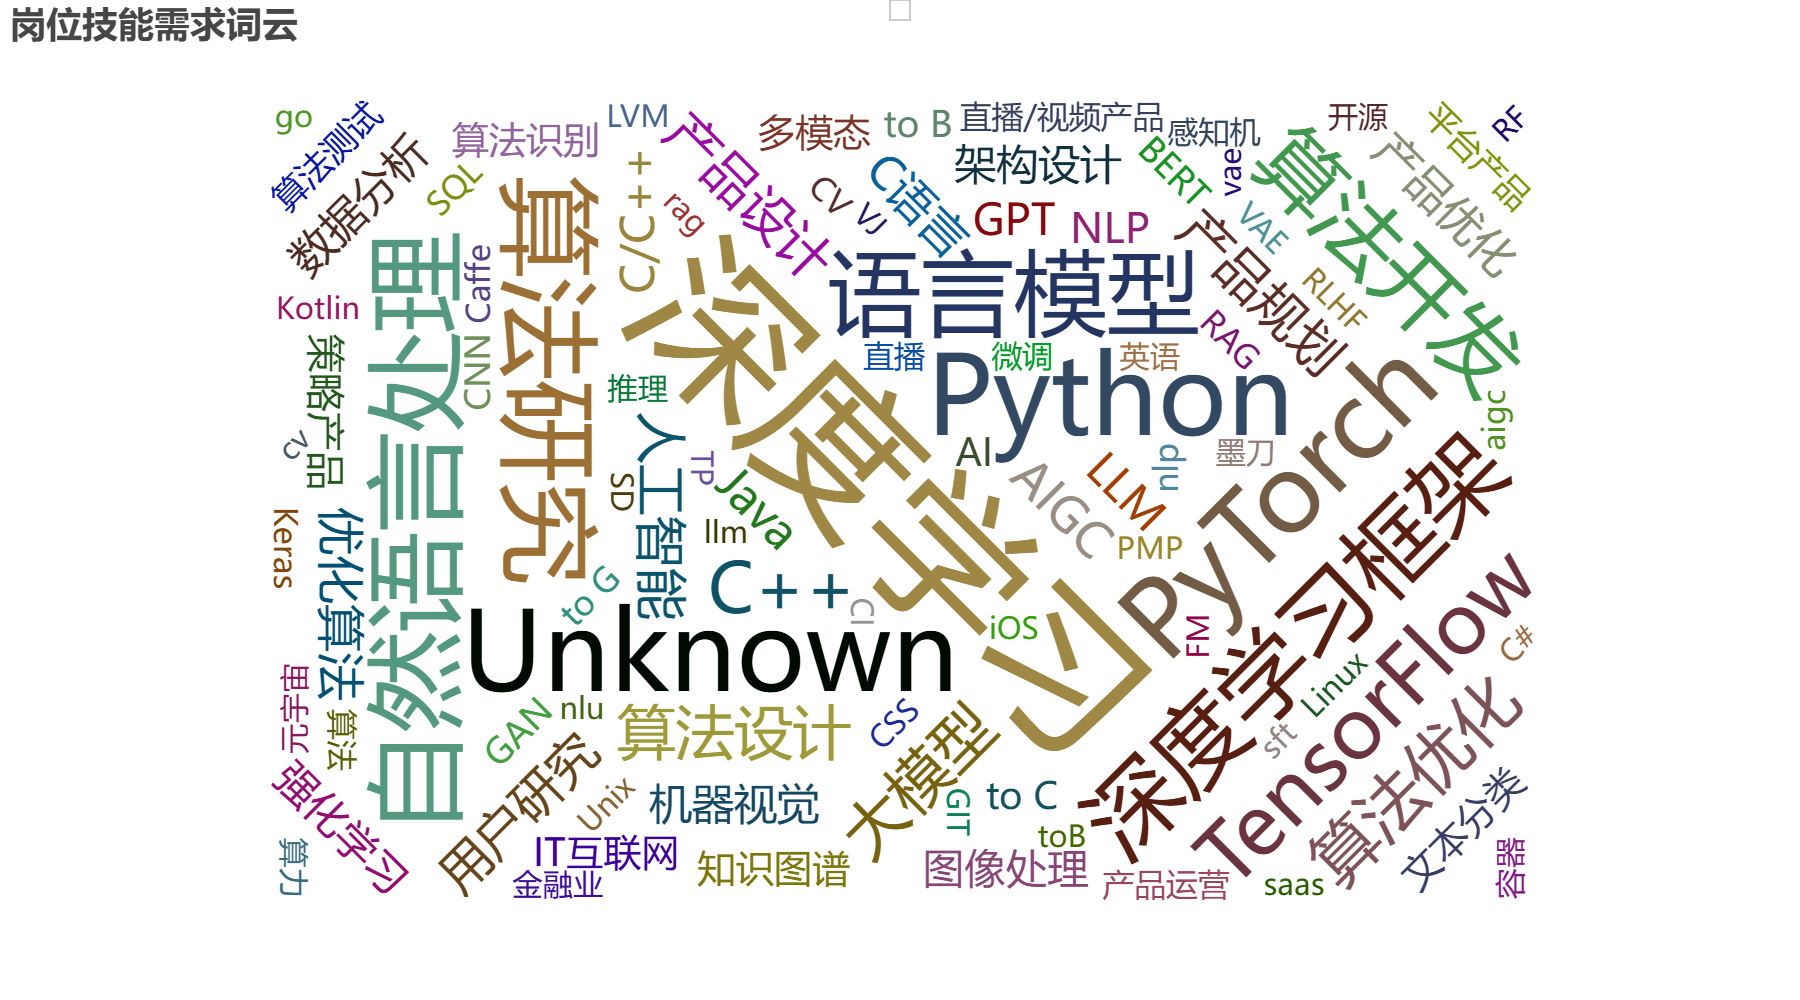 岗位技能需求词云
go
算法测试
数据分析
SQL
算法识别
LVM
C/C++
rag
产品设计
多模态
to B
直播/视频产品
感知机
开源
平台产品
RF
CV
VJ
C语言
架构设计
GPT
NLP
BERT
vae
VAE
算法开发
产品优化
产品规划
RLHF
RAG
Kotlin
Caffe
CNN
自然语言处理
算法研究
深度学习
语言模型
直播
微调
英语
Python
PyTorch
aigc
策略产品
cv
推理
人工智能
TP
SD
Java
llm
AI
AIGC
LLM
nlp
墨刀
PMP
深度学习框架
Keras
优化算法
to G
C++
CI
Unknown
iOS
FM
TensorFlow
C#
Linux
元宇宙
算法
GAN
nlu
算法设计
CSS
大模型
sft
算法优化
强化学习
用户研究
Unix
机器视觉
GIT
to C
toB
文本分类
算力
IT互联网
金融业
知识图谱
图像处理
产品运营
saas
容器